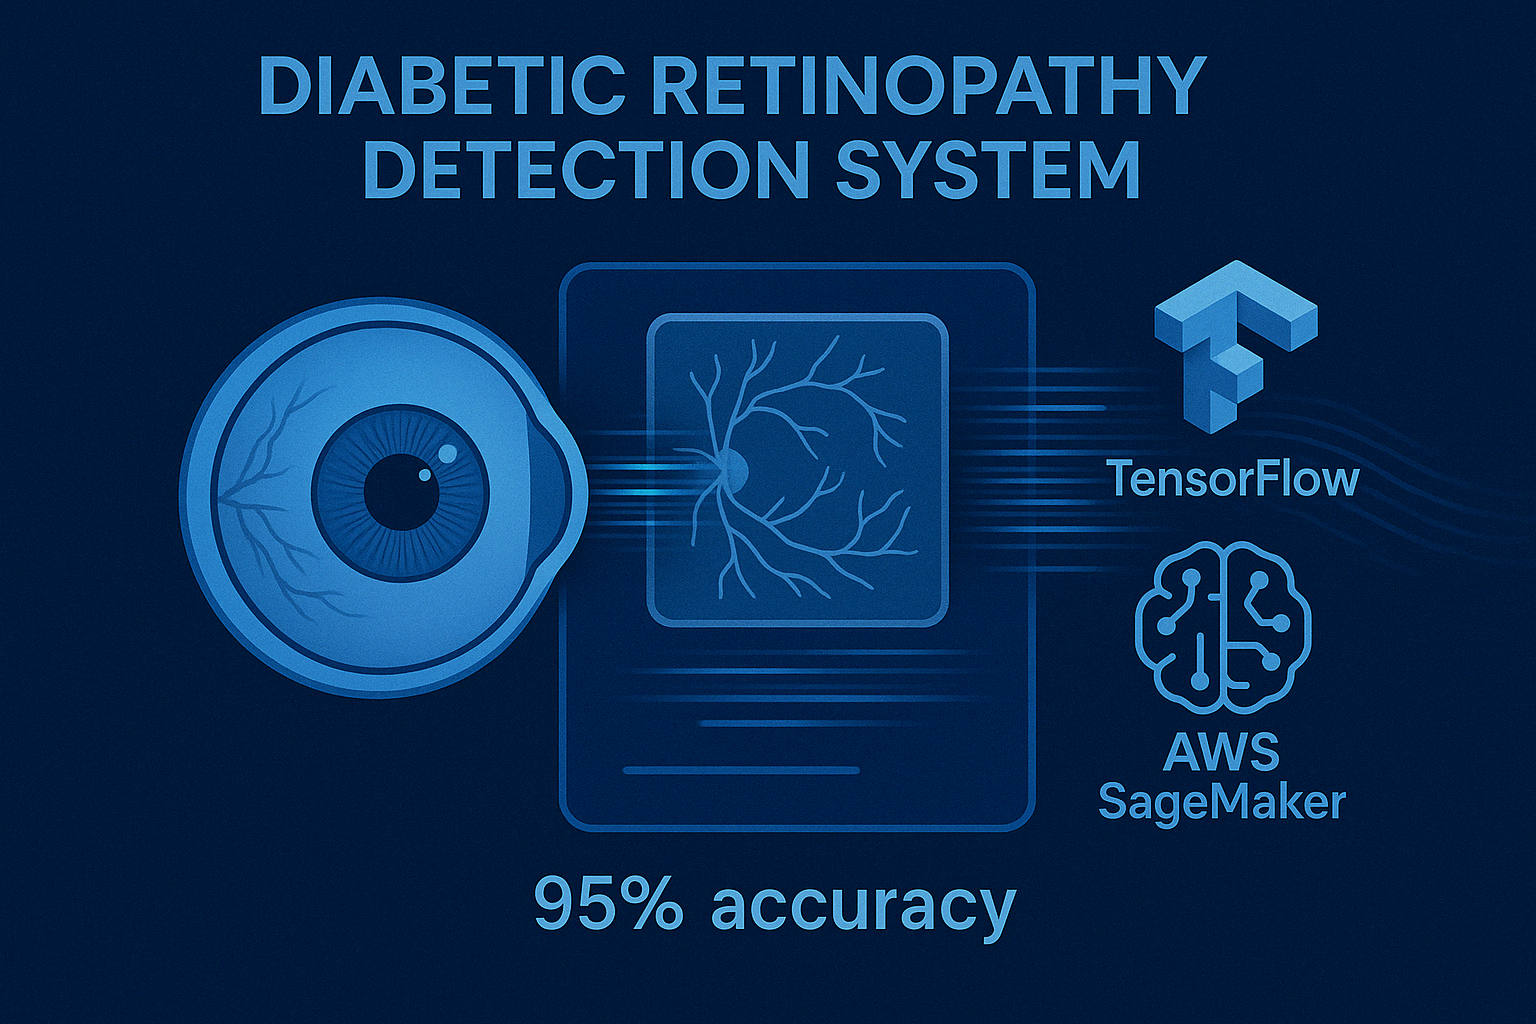 DIABETIC RETINOPATHY
DETECTION SYSTEM
TensorFlow
AWS
SageMaker
95% accuracy